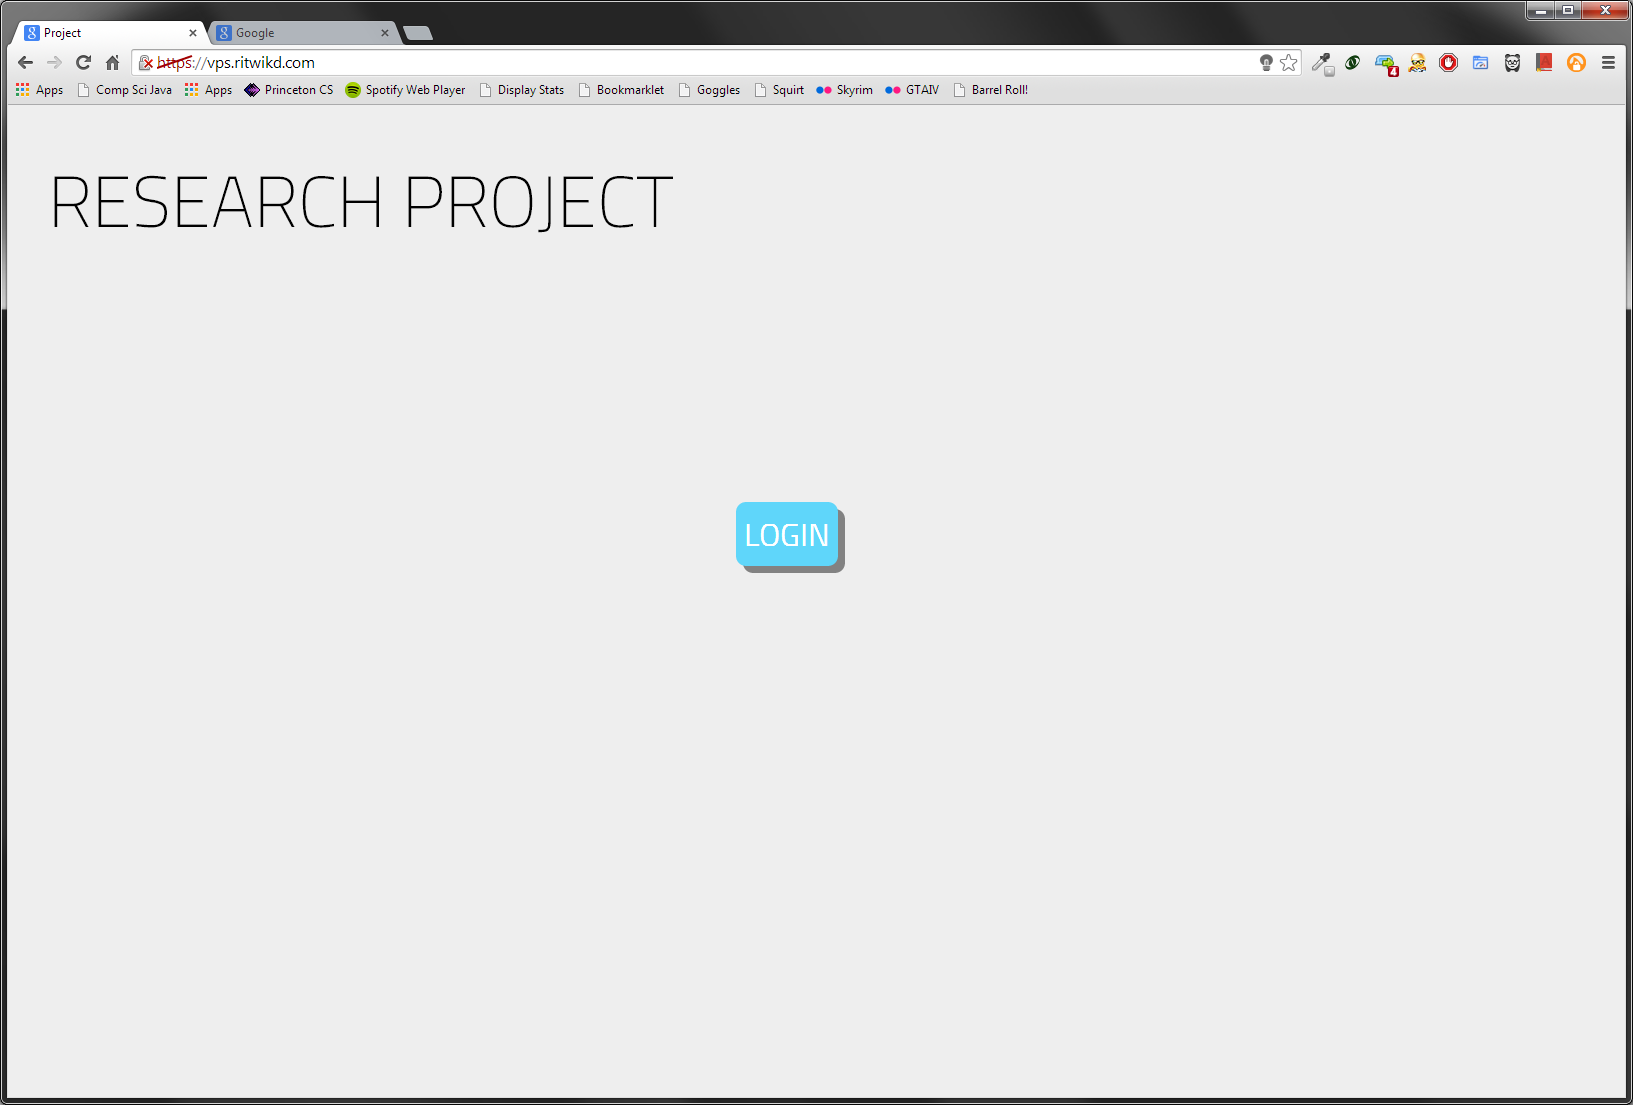 Project
Google
https://vps.ritwikd.com
4
Apps
Comp Sci Java
Apps
Princeton CS
Spotify Web Player
Display Stats
Bookmarklet
Goggles
Squirt
Skyrim
GTAIV
Barrel Roll!
RESEARCH PROJECT
LOGIN